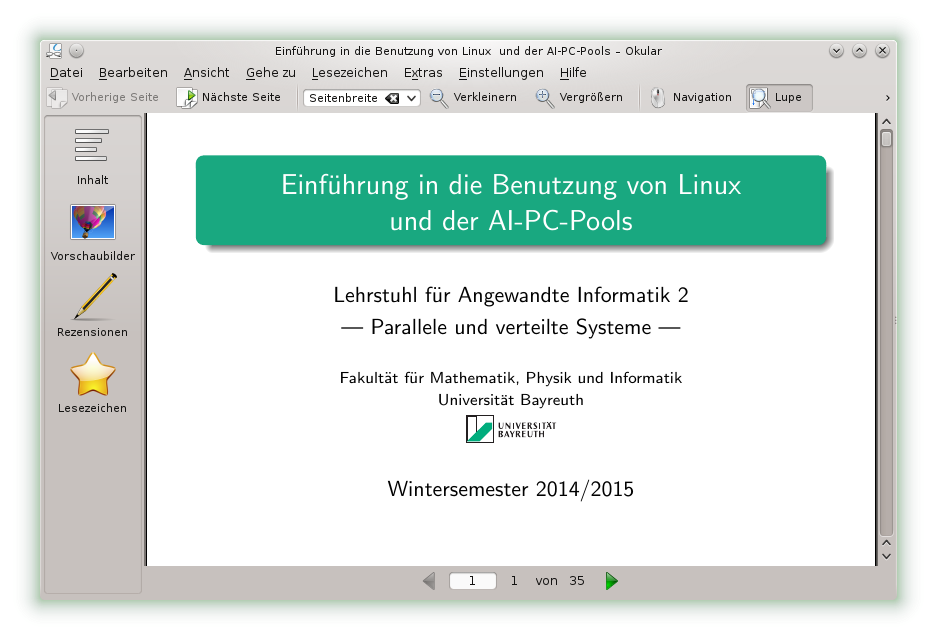 Einführung in die Benutzung von Linux und der AI-PC-Pools – Okular
Datei Bearbeiten Ansicht Gehe zu Lesezeichen Extras Einstellungen Hilfe
Vorherige Seite Nächste Seite Seitenbreite Verkleinern Vergrößern Navigation Lupe
Inhalt
Vorschaubilder
Rezensionen
Lesezeichen
Einführung in die Benutzung von Linux
und der AI-PC-Pools
Lehrstuhl für Angewandte Informatik 2
— Parallele und verteilte Systeme —
Fakultät für Mathematik, Physik und Informatik
Universität Bayreuth
UNIVERSITÄT
BAYREUTH
Wintersemester 2014/2015
1 1 von 35